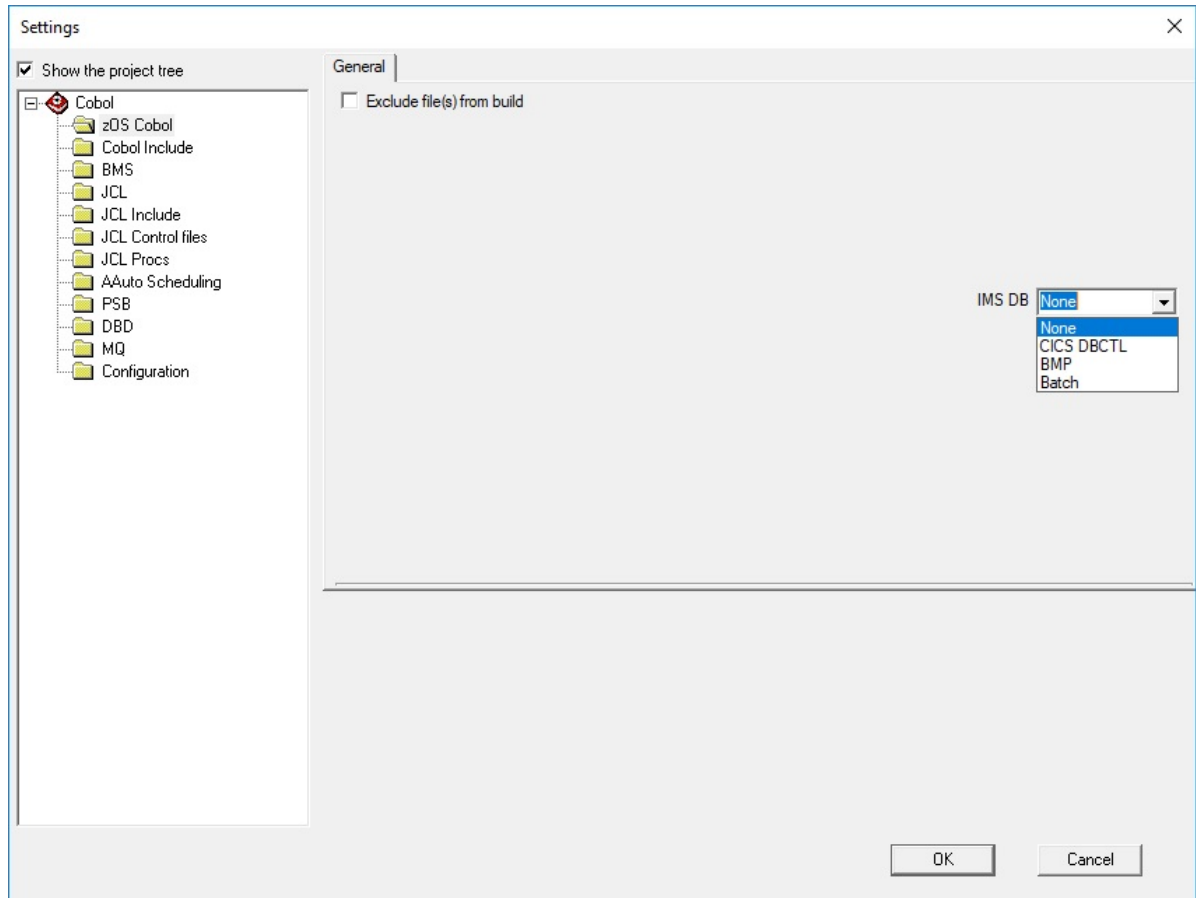 Settings
Show the project tree
Cobol
zOS Cobol
Cobol Include
BMS
JCL
JCL Include
JCL Control files
JCL Procs
AAuto Scheduling
PSB
DBD
MQ
Configuration
General
Exclude file(s) from build
IMS DB None
None
CICS DBCTL
BMP
Batch
OK Cancel